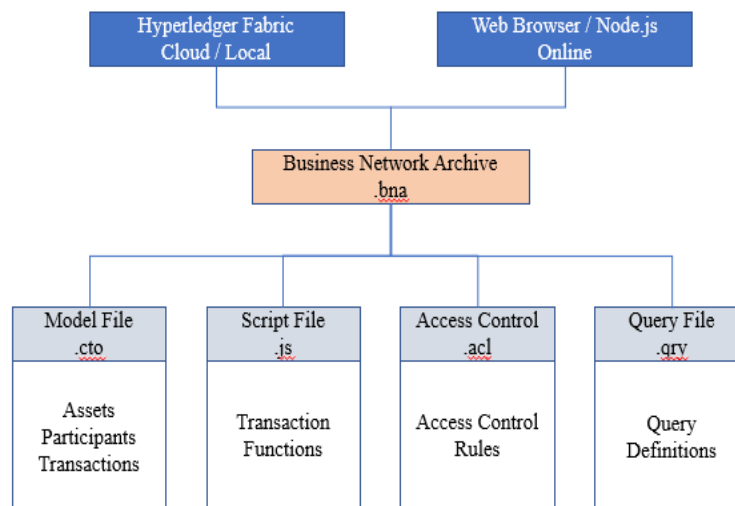 Hyperledger Fabric
Cloud / Local
Web Browser / Node.js
Online
Business Network Archive
.bna
Model File
.cto
Assets
Participants
Transactions
Script File
.js
Transaction
Functions
Access Control
.acl
Access Control
Rules
Query File
.qry
Query
Definitions